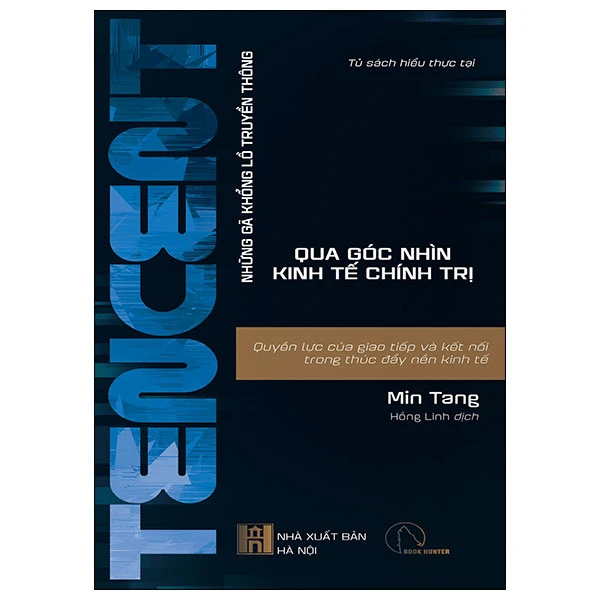 TENCENT
NHỮNG GÃ KHỔNG LỒ TRUYỀN THÔNG
Tủ sách hiểu thực tại
QUA GÓC NHÌN
KINH TẾ CHÍNH TRỊ
Quyền lực của giao tiếp và kết nối
trong thúc đẩy nền kinh tế
Min Tang
Hồng Linh dịch
NHÀ XUẤT BẢN
HÀ NỘI
BOOK HUNTER